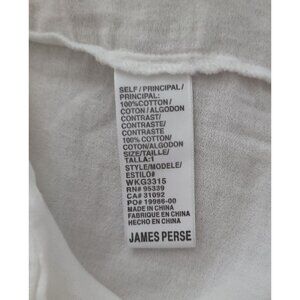 SELF / PRINCIPAL /
PRINCIPAL:
100%COTTON /
COTON / ALGODON
CONTRAST/
CONTRASTE/
CONTRASTE
100% COTTON/
COTON/ALGODON
SIZE/TAILLE/
TALLA:1
STYLE/MODELE/
ESTILO#
WKG3315
RN# 95339
CA# 31092
PO# 19986-00
MADE IN CHINA
FABRIQUE EN CHINA
HECHO EN CHINA
JAMES PERSE